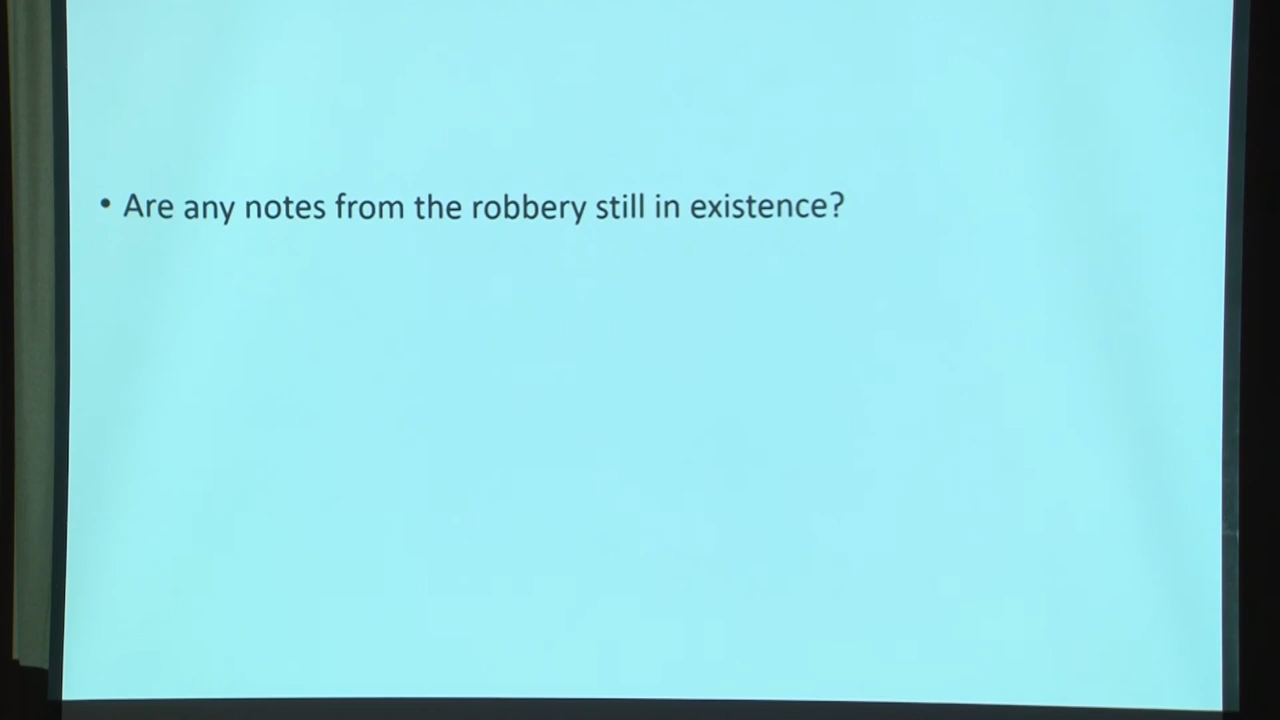 • Are any notes from the robbery still in existence?